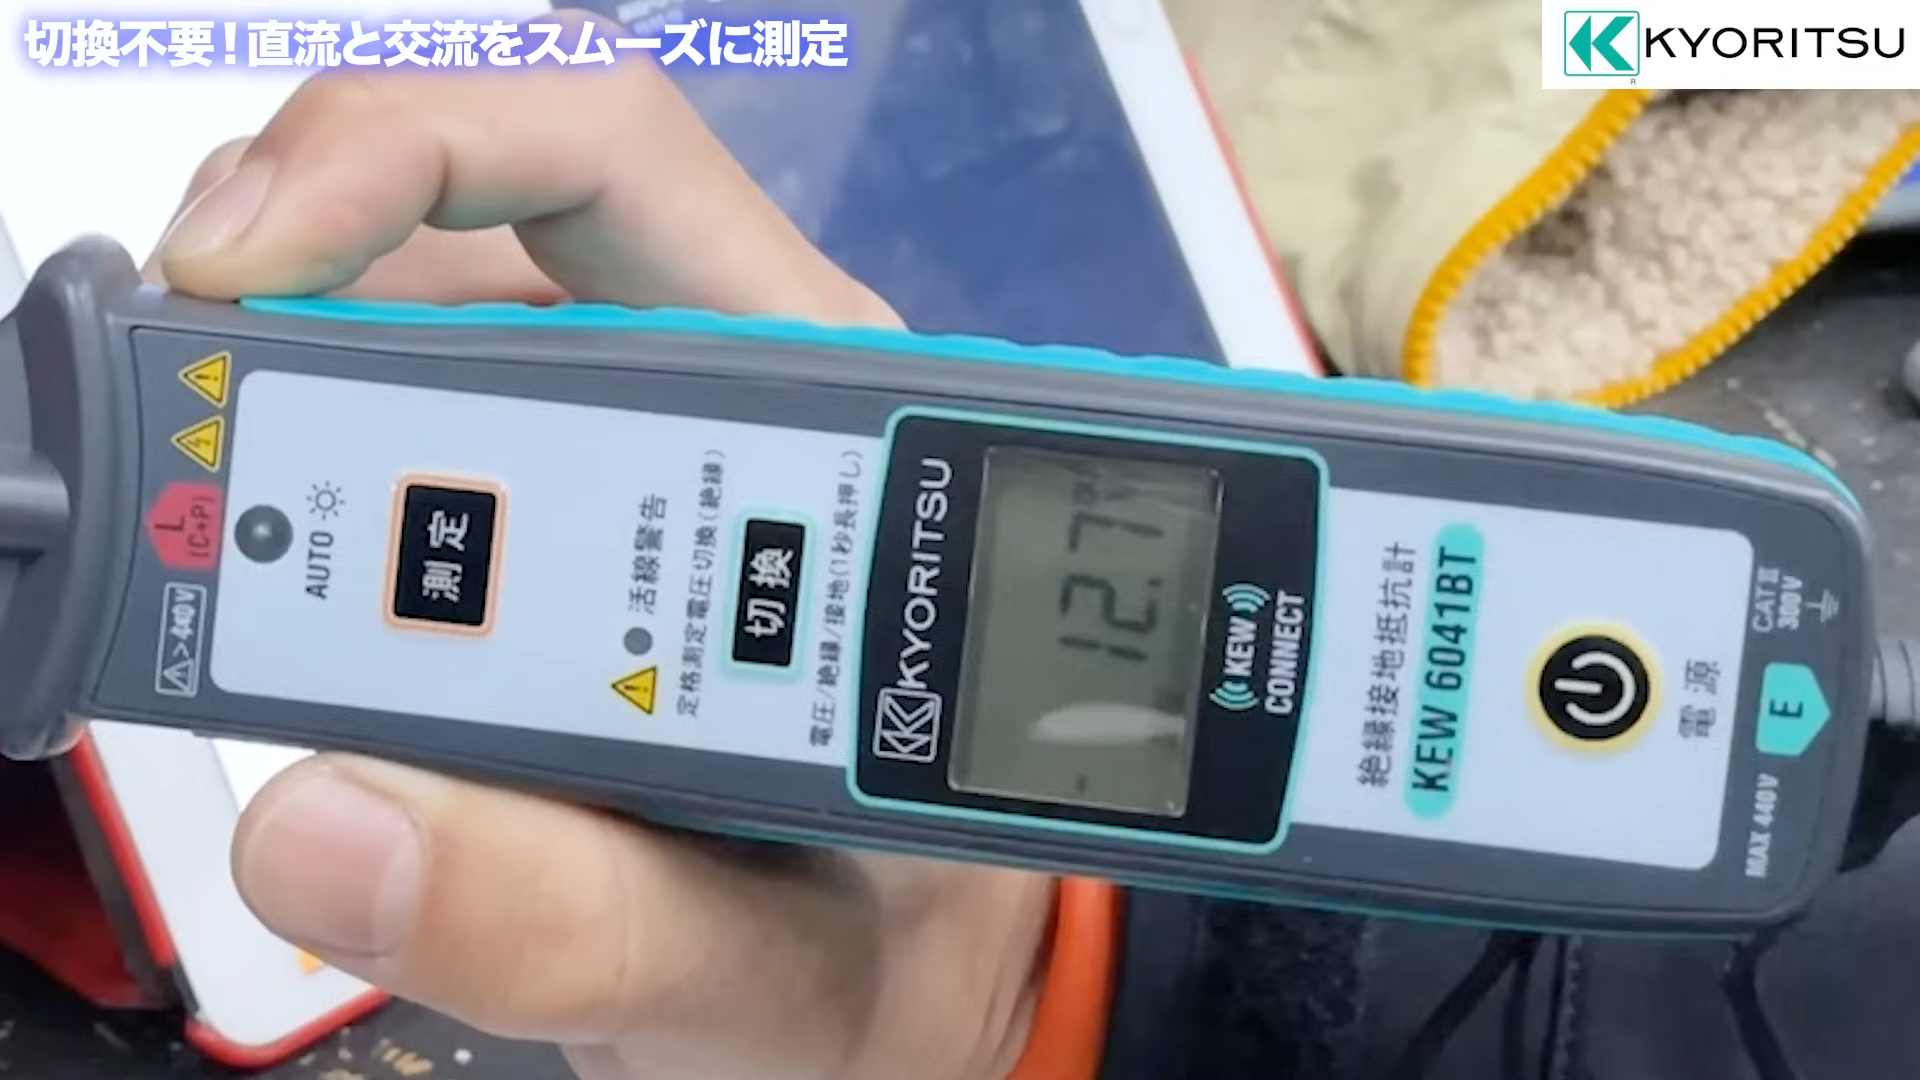 切換不要！直流と交流をスムーズに測定
KYORITSU
L
(C+P)
>440V
AUTO
測定
活線警告
定格測定電圧切換(絶縁)
切換
電圧/絶縁/接地(1秒長押し)
KYORITSU
12.7
KEW
CONNECT
絶縁接地抵抗計
KEW 6041BT
電源
CAT Ⅲ
300V
E
MAX 440V